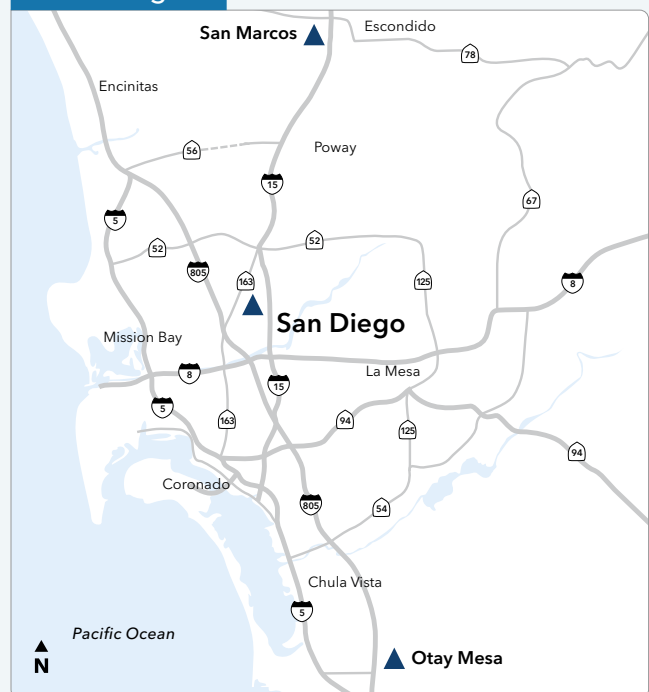 San Marcos
Escondido
78
Encinitas
56
Poway
15
67
5
52
52
805
163
125
8
San Diego
Mission Bay
8
La Mesa
15
5
163
94
125
94
Coronado
805
54
Chula Vista
5
Pacific Ocean
N
Otay Mesa